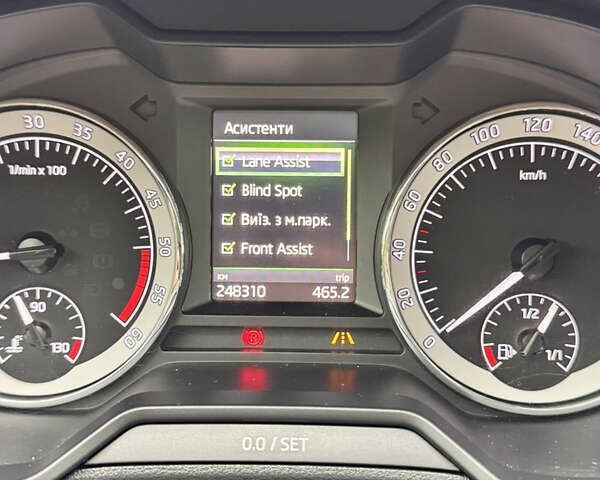 Асистенти
Lane Assist
Blind Spot
Виїз. з м.парк.
Front Assist
км trip
248310 465.2
30 35 40 45 50 55 60
1/min x 100
90
130
0 20 40 60 80 100 120 140
km/h
1/2
1/1
0.0 / SET